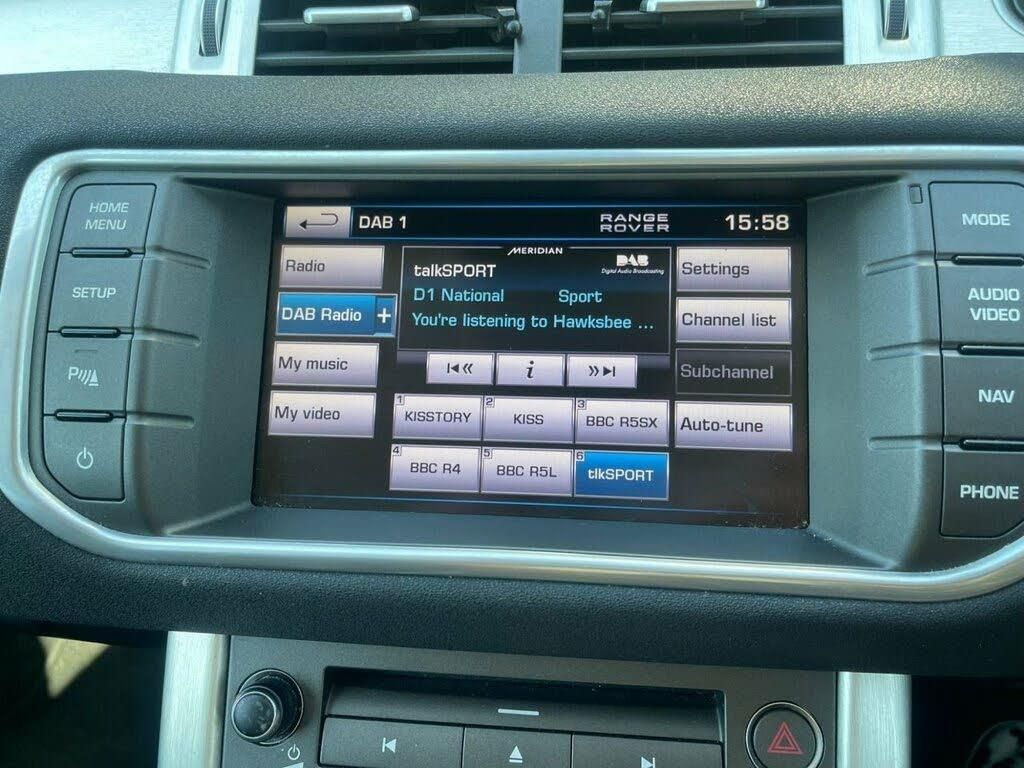 HOME
MENU
SETUP
P
DAB 1
RANGE
ROVER
15:58
Radio
DAB Radio +
My music
My video
MERIDIAN
talkSPORT
DAB
Digital Audio Broadcasting
D1 National Sport
You're listening to Hawksbee ...
i
1 KISSTORY
2 KISS
3 BBC R5SX
4 BBC R4
5 BBC R5L
6 tlkSPORT
Settings
Channel list
Subchannel
Auto-tune
MODE
AUDIO
VIDEO
NAV
PHONE